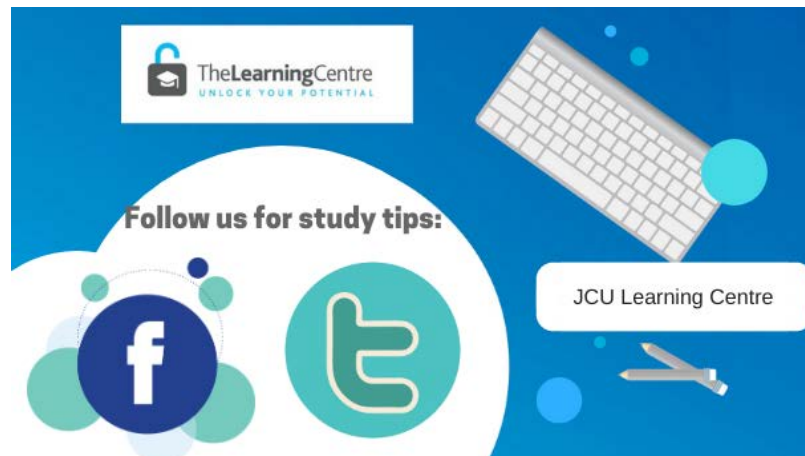 TheLearningCentre
UNLOCK YOUR POTENTIAL
Follow us for study tips:
f
t
JCU Learning Centre